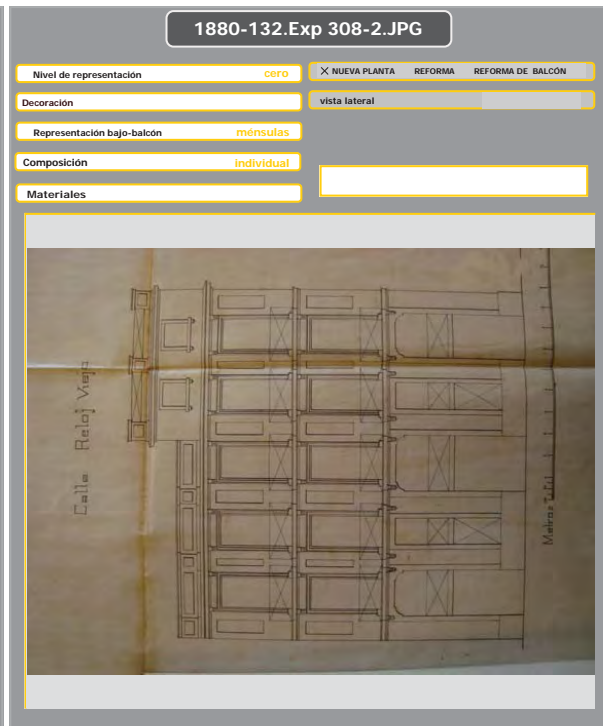 1880-132.Exp 308-2.JPG
Nivel de representación cero
Decoración
Representación bajo-balcón ménsulas
Composición individual
Materiales
X NUEVA PLANTA REFORMA REFORMA DE BALCÓN
vista lateral
Calle Reloj Viejo